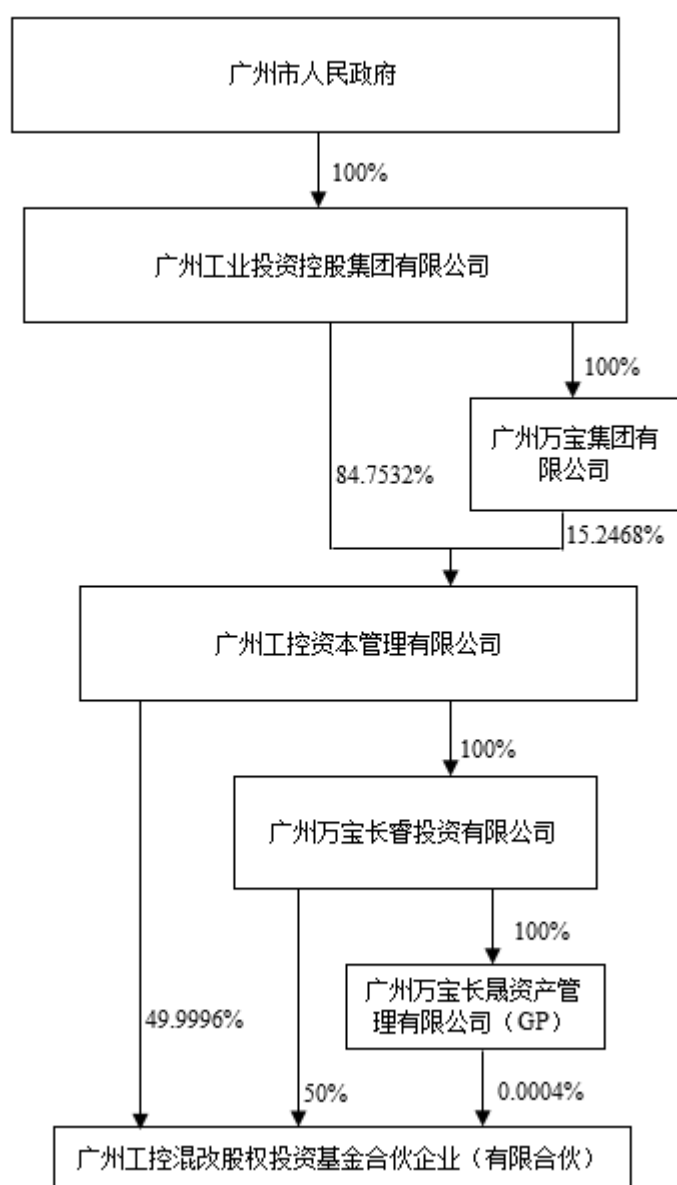 广州市人民政府
100%
广州工业投资控股集团有限公司
100%
广州万宝集团有
限公司
84.7532%
15.2468%
广州工控资本管理有限公司
100%
广州万宝长睿投资有限公司
100%
广州万宝长晟资产管
理有限公司（GP）
49.9996%
50%
0.0004%
广州工控混改股权投资基金合伙企业（有限合伙）